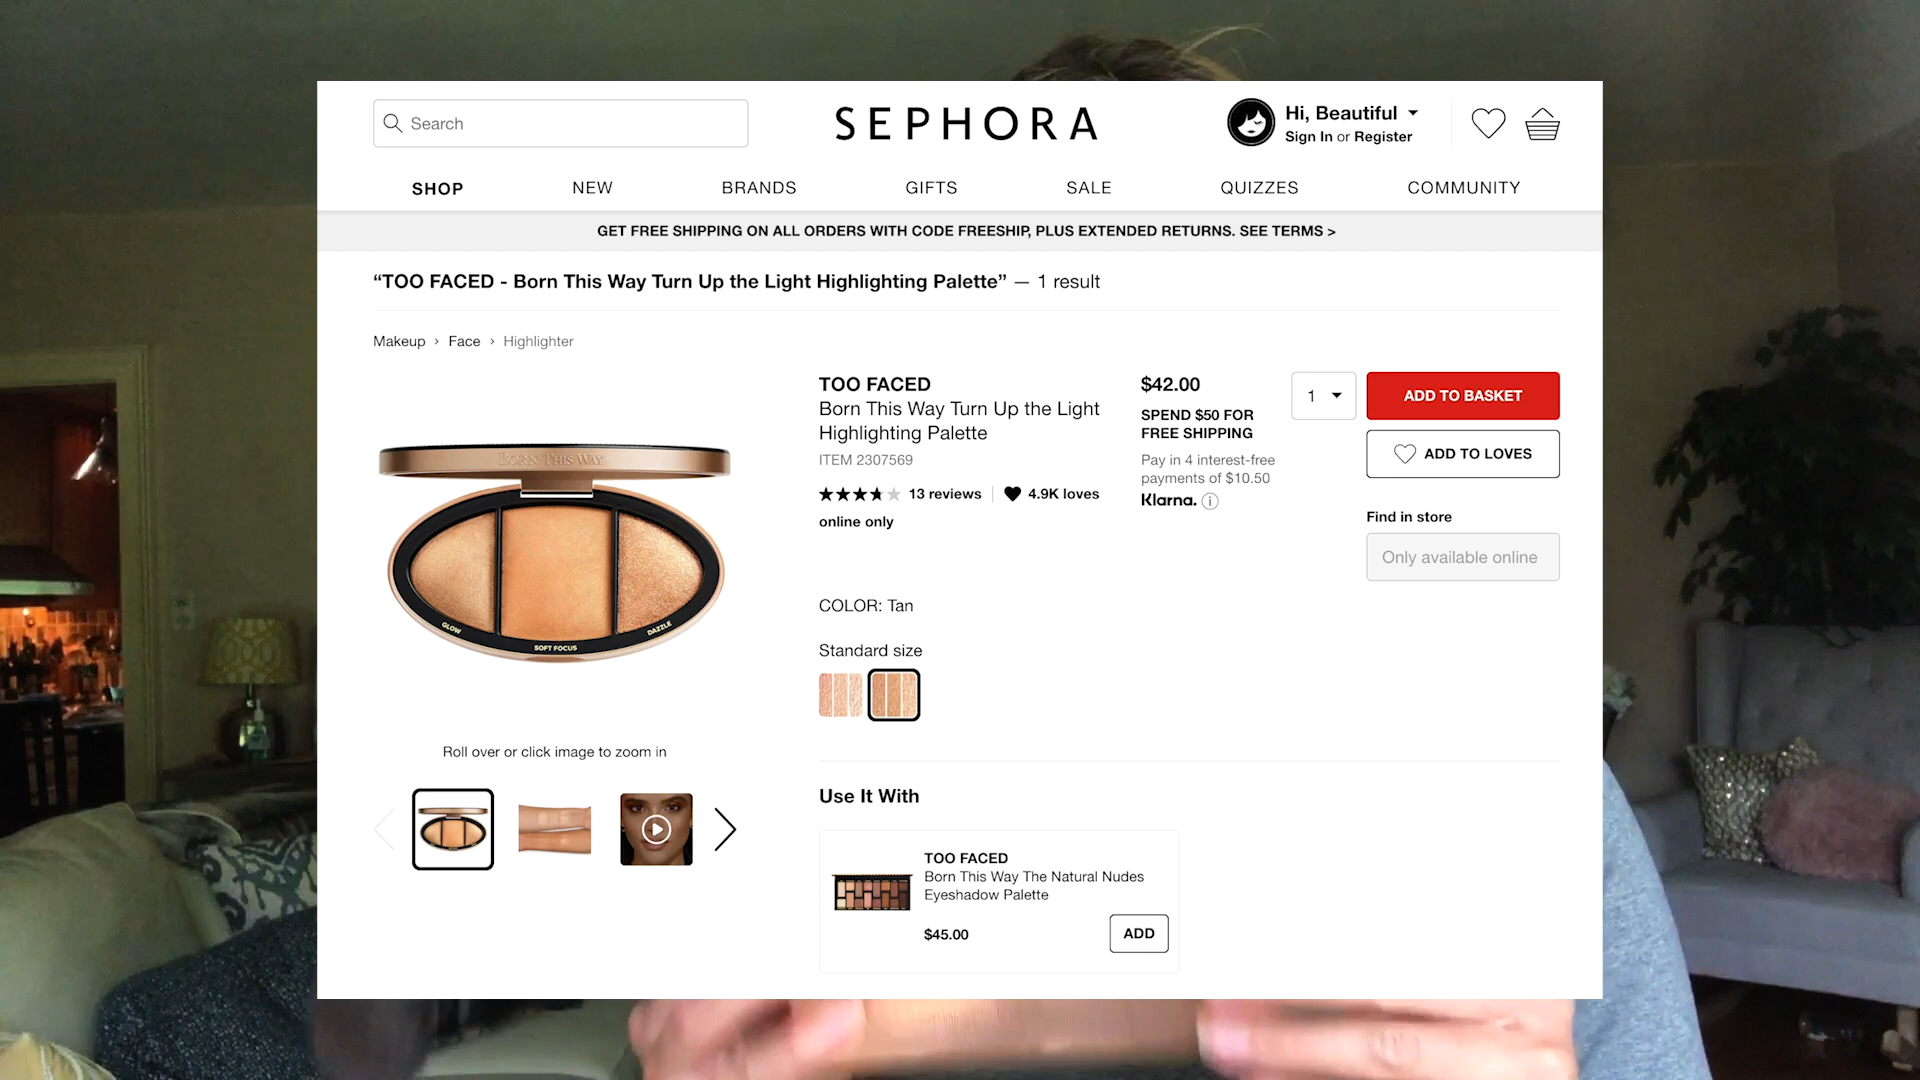 Search
SEPHORA
Hi, Beautiful
Sign In or Register
SHOP
NEW
BRANDS
GIFTS
SALE
QUIZZES
COMMUNITY
GET FREE SHIPPING ON ALL ORDERS WITH CODE FREESHIP, PLUS EXTENDED RETURNS. SEE TERMS >
“TOO FACED - Born This Way Turn Up the Light Highlighting Palette” — 1 result
Makeup > Face > Highlighter
BORN THIS WAY
GLOW
SOFT FOCUS
DAZZLE
Roll over or click image to zoom in
TOO FACED
Born This Way Turn Up the Light
Highlighting Palette
ITEM 2307569
13 reviews
4.9K loves
online only
$42.00
SPEND $50 FOR
FREE SHIPPING
Pay in 4 interest-free
payments of $10.50
Klarna.
1
ADD TO BASKET
ADD TO LOVES
Find in store
Only available online
COLOR: Tan
Standard size
Use It With
TOO FACED
Born This Way The Natural Nudes
Eyeshadow Palette
$45.00
ADD